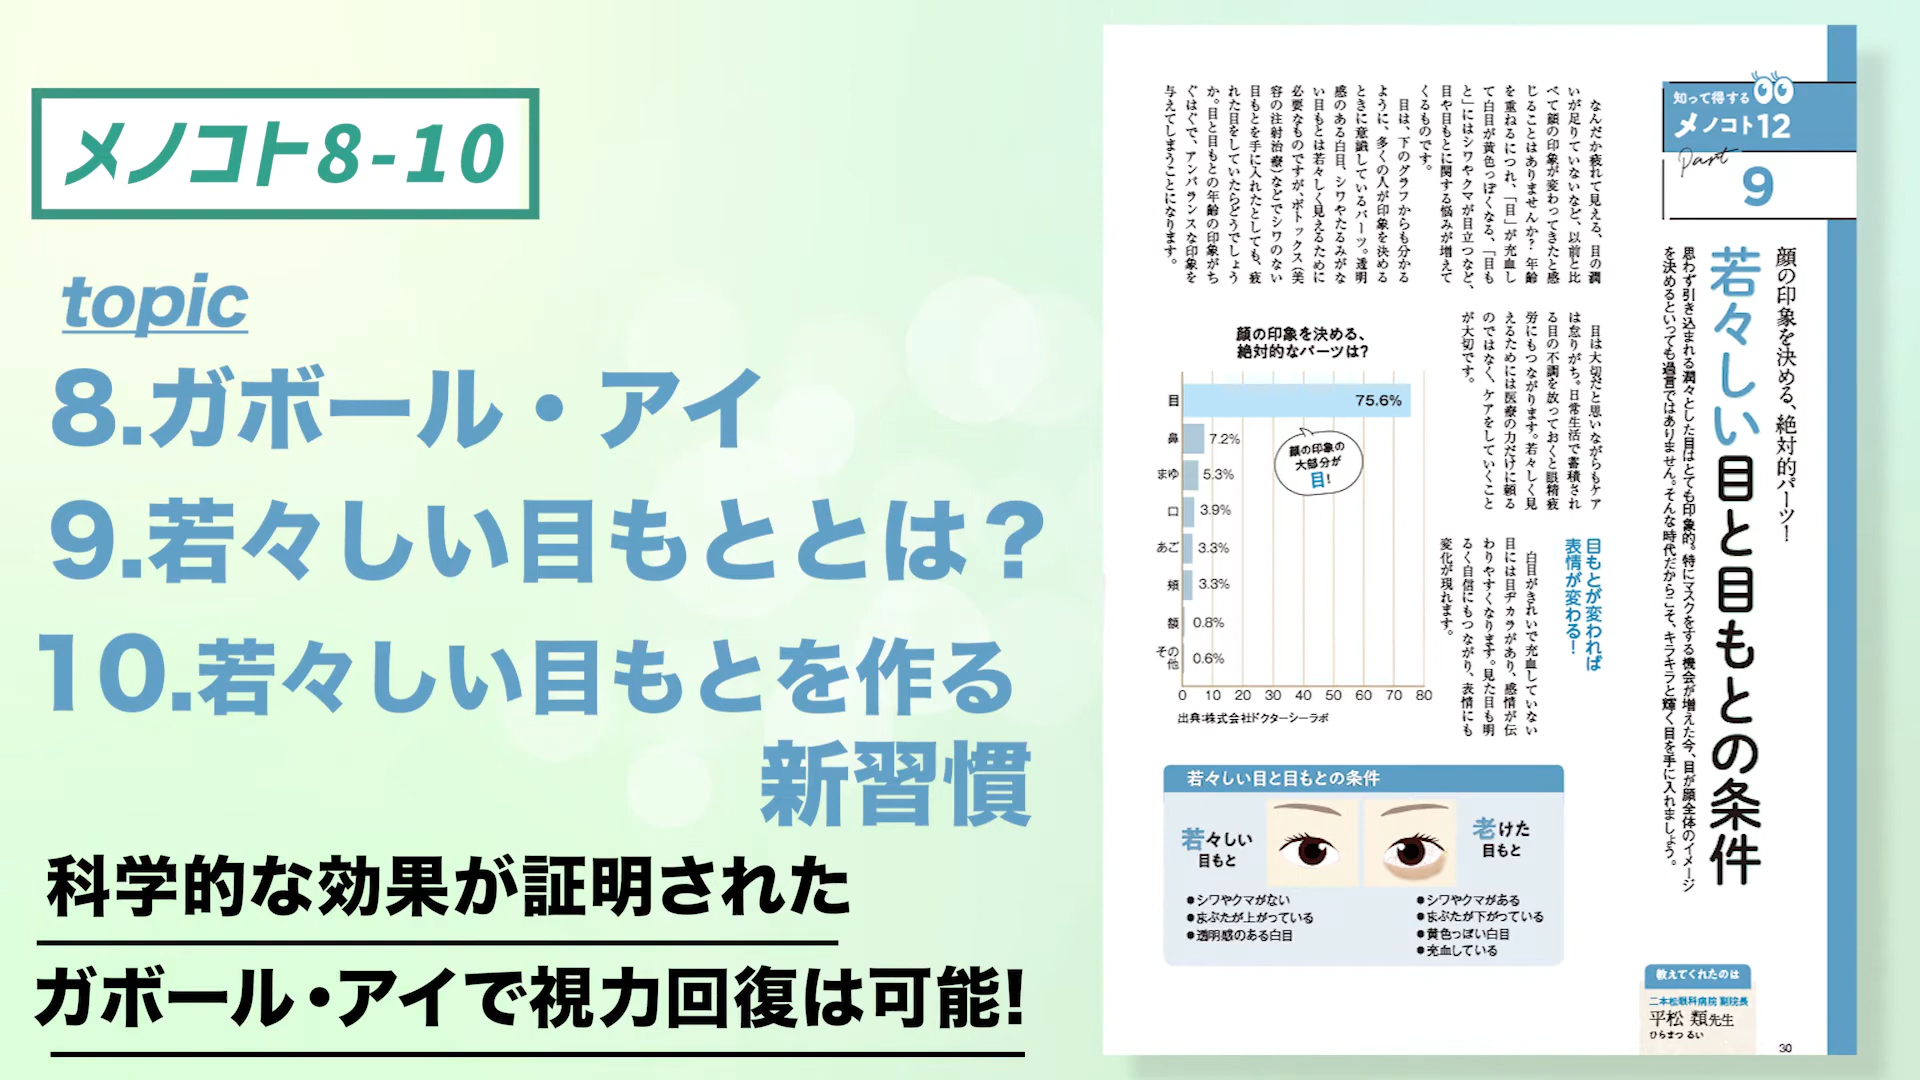 メノコト8-10
topic
8.ガボール・アイ
9.若々しい目もととは？
10.若々しい目もとを作る
新習慣
科学的な効果が証明された
ガボール・アイで視力回復は可能!
知って得する
メノコト12
Part
9
顔の印象を決める、絶対的パーツ!
若々しい目と目もとの条件
思わず引き込まれる潤々とした目はとても印象的。特にマスクをする機会が増えた今、目が顔全体のイメージ
を決めるといっても過言ではありません。そんな時代だからこそ、キラキラと輝く目を手に入れましょう。
なんだか疲れて見える、目の潤
いが足りていないなど、以前と比
べて顔の印象が変わってきたと感
じることはありませんか? 年齢
を重ねるにつれ、「目」が充血し
て白目が黄色っぽくなる、「目も
と」にはシワやクマが目立つなど、
目や目もとに関する悩みが増えて
くるものです。
目は、下のグラフからも分かる
ように、多くの人が印象を決める
ときに意識しているパーツ。透明
感のある白目、シワやたるみがな
い目もとは若々しく見えるために
必要なものですが、ボトックス(美
容の注射治療)などでシワのない
目もとを手に入れたとしても、疲
れた目をしていたらどうでしょう
か。目と目もとの年齢の印象がち
ぐはぐで、アンバランスな印象を
与えてしまうことになります。
目は大切だと思いながらもケア
は怠りがち。日常生活で蓄積され
る目の不調を放っておくと眼精疲
労にもつながります。若々しく見
えるためには医療の力だけに頼る
のではなく、ケアをしていくこと
が大切です。
目もとが変われば
表情が変わる!
白目がきれいで充血していない
目には目ヂカラがあり、感情が伝
わりやすくなります。見た目も明
るく自信にもつながり、表情にも
変化が現れます。
顔の印象を決める、
絶対的なパーツは?
目 75.6%
鼻 7.2%
まゆ 5.3%
口 3.9%
あご 3.3%
頬 3.3%
額 0.8%
その他 0.6%
顔の印象の
大部分が
目!
0 10 20 30 40 50 60 70 80
出典:株式会社ドクターシーラボ
若々しい目と目もとの条件
若々しい
目もと
●シワやクマがない
●まぶたが上がっている
●透明感のある白目
老けた
目もと
●シワやクマがある
●まぶたが下がっている
●黄色っぽい白目
●充血している
教えてくれたのは
二本松眼科病院 副院長
平松 類先生
ひらまつ るい
30